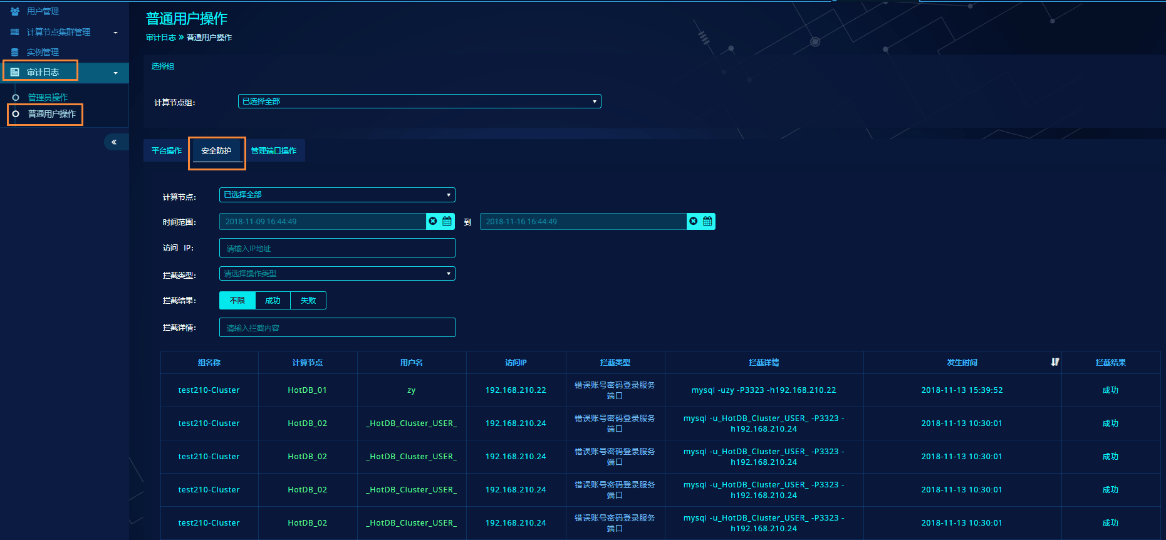 用户管理
计算节点集群管理
实例管理
审计日志
管理员操作
普通用户操作
«
普通用户操作
审计日志 » 普通用户操作
选择组
计算节点组: 已选择全部
平台操作 安全防护 管理端口操作
计算节点: 已选择全部
时间范围: 2018-11-09 16:44:49 到 2018-11-16 16:44:49
访问 IP: 请输入IP地址
拦截类型: 请选择操作类型
拦截结果: 不限 成功 失败
拦截详情: 请输入拦截内容
组名称 计算节点 用户名 访问IP 拦截类型 拦截详情 发生时间 拦截结果
test210-Cluster HotDB_01 zy 192.168.210.22 错误账号密码登录服务端口 mysql -uzy -P3323 -h192.168.210.22 2018-11-13 15:39:52 成功
test210-Cluster HotDB_02 _HotDB_Cluster_USER_ 192.168.210.24 错误账号密码登录服务端口 mysql -u_HotDB_Cluster_USER_ -P3323 -h192.168.210.24 2018-11-13 10:30:01 成功
test210-Cluster HotDB_02 _HotDB_Cluster_USER_ 192.168.210.24 错误账号密码登录服务端口 mysql -u_HotDB_Cluster_USER_ -P3323 -h192.168.210.24 2018-11-13 10:30:01 成功
test210-Cluster HotDB_02 _HotDB_Cluster_USER_ 192.168.210.24 错误账号密码登录服务端口 mysql -u_HotDB_Cluster_USER_ -P3323 -h192.168.210.24 2018-11-13 10:30:01 成功
test210-Cluster HotDB_02 _HotDB_Cluster_USER_ 192.168.210.24 错误账号密码登录服务端口 mysql -u_HotDB_Cluster_USER_ -P3323 -h192.168.210.24 2018-11-13 10:30:01 成功